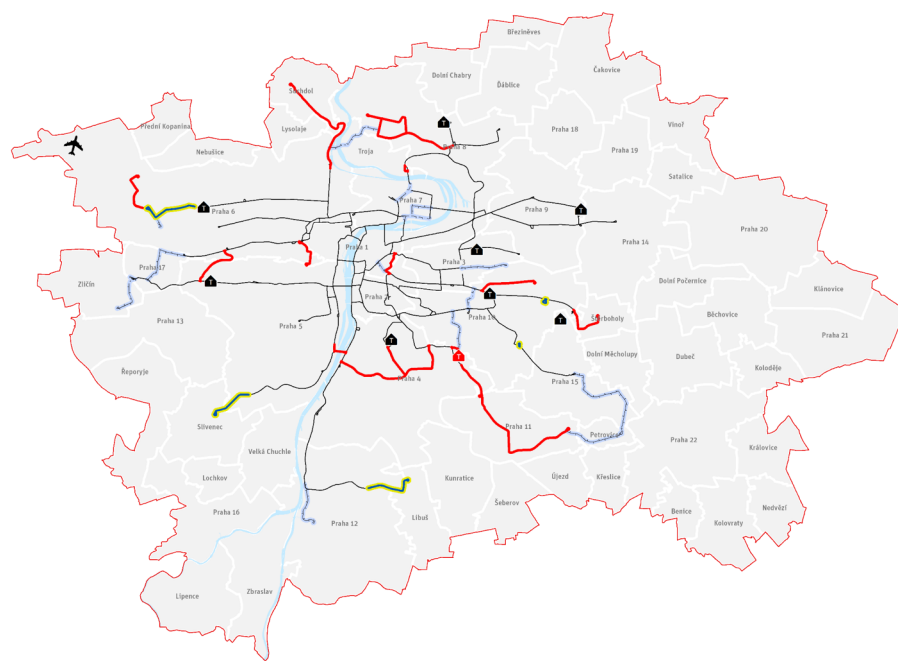 Březiněves
Čakovice
Dolní Chabry
Ďáblice
Suchdol
Vinoř
Přední Kopanina
Lysolaje
Praha 18
Nebušice
Troja
Praha 8
Praha 19
Satalice
Praha 7
Praha 6
Praha 9
Praha 20
Praha 14
Praha 1
Praha 3
Praha 17
Zličín
Dolní Počernice
Klánovice
Praha 2
Praha 13
Praha 10
Štěrboholy
Běchovice
Praha 5
Praha 21
Dolní Měcholupy
Dubeč
Koloděje
Řeporyje
Praha 4
Praha 15
Slivenec
Praha 11
Petrovice
Praha 22
Královice
Velká Chuchle
Lochkov
Kunratice
Újezd
Křeslice
Šeberov
Nedvězí
Praha 16
Praha 12
Libuš
Benice
Kolovraty
Zbraslav
Lipence